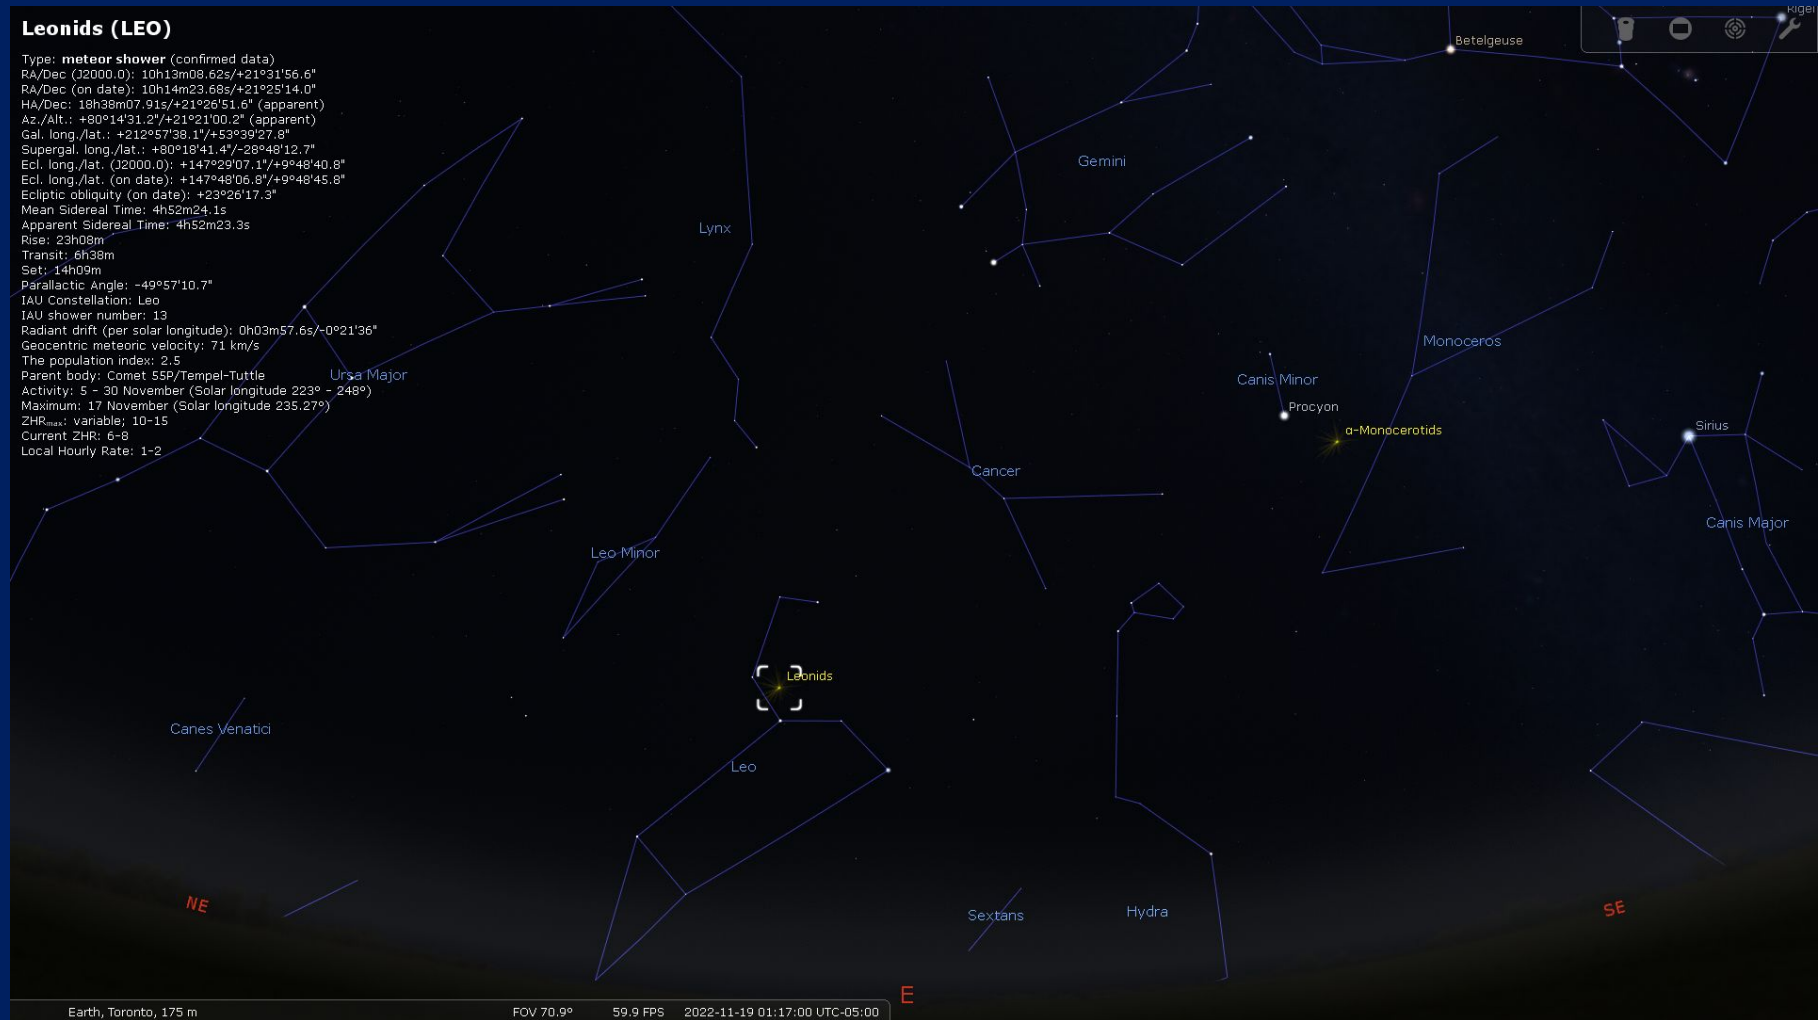 Leonids (LEO)
Type: meteor shower (confirmed data)
RA/Dec (J2000.0): 10h13m08.62s/+21°31'56.6"
RA/Dec (on date): 10h14m23.68s/+21°25'14.0"
HA/Dec: 18h38m07.91s/+21°26'51.6" (apparent)
Az./Alt.: +80°14'31.2"/+21°21'00.2" (apparent)
Gal. long./lat.: +212°57'38.1"/+53°39'27.8"
Supergal. long./lat.: +80°18'41.4"/-28°48'12.7"
Ecl. long./lat. (J2000.0): +147°29'07.1"/+9°48'40.8"
Ecl. long./lat. (on date): +147°48'06.8"/+9°48'45.8"
Ecliptic obliquity (on date): +23°26'17.3"
Mean Sidereal Time: 4h52m24.1s
Apparent Sidereal Time: 4h52m23.3s
Rise: 23h08m
Transit: 6h38m
Set: 14h09m
Parallactic Angle: -49°57'10.7"
IAU Constellation: Leo
IAU shower number: 13
Radiant drift (per solar longitude): 0h03m57.6s/-0°21'36"
Geocentric meteoric velocity: 71 km/s
The population index: 2.5
Parent body: Comet 55P/Tempel-Tuttle
Activity: 5 - 30 November (Solar longitude 223° - 248°)
Maximum: 17 November (Solar longitude 235.27°)
ZHRmax: variable; 10-15
Current ZHR: 6-8
Local Hourly Rate: 1-2
Rigel
Betelgeuse
Gemini
Lynx
Monoceros
Ursa Major
Canis Minor
Procyon
α-Monocerotids
Sirius
Cancer
Canis Major
Leo Minor
Leonids
Canes Venatici
Leo
NE
Sextans
Hydra
SE
E
Earth, Toronto, 175 m
FOV 70.9°
59.9 FPS
2022-11-19 01:17:00 UTC-05:00